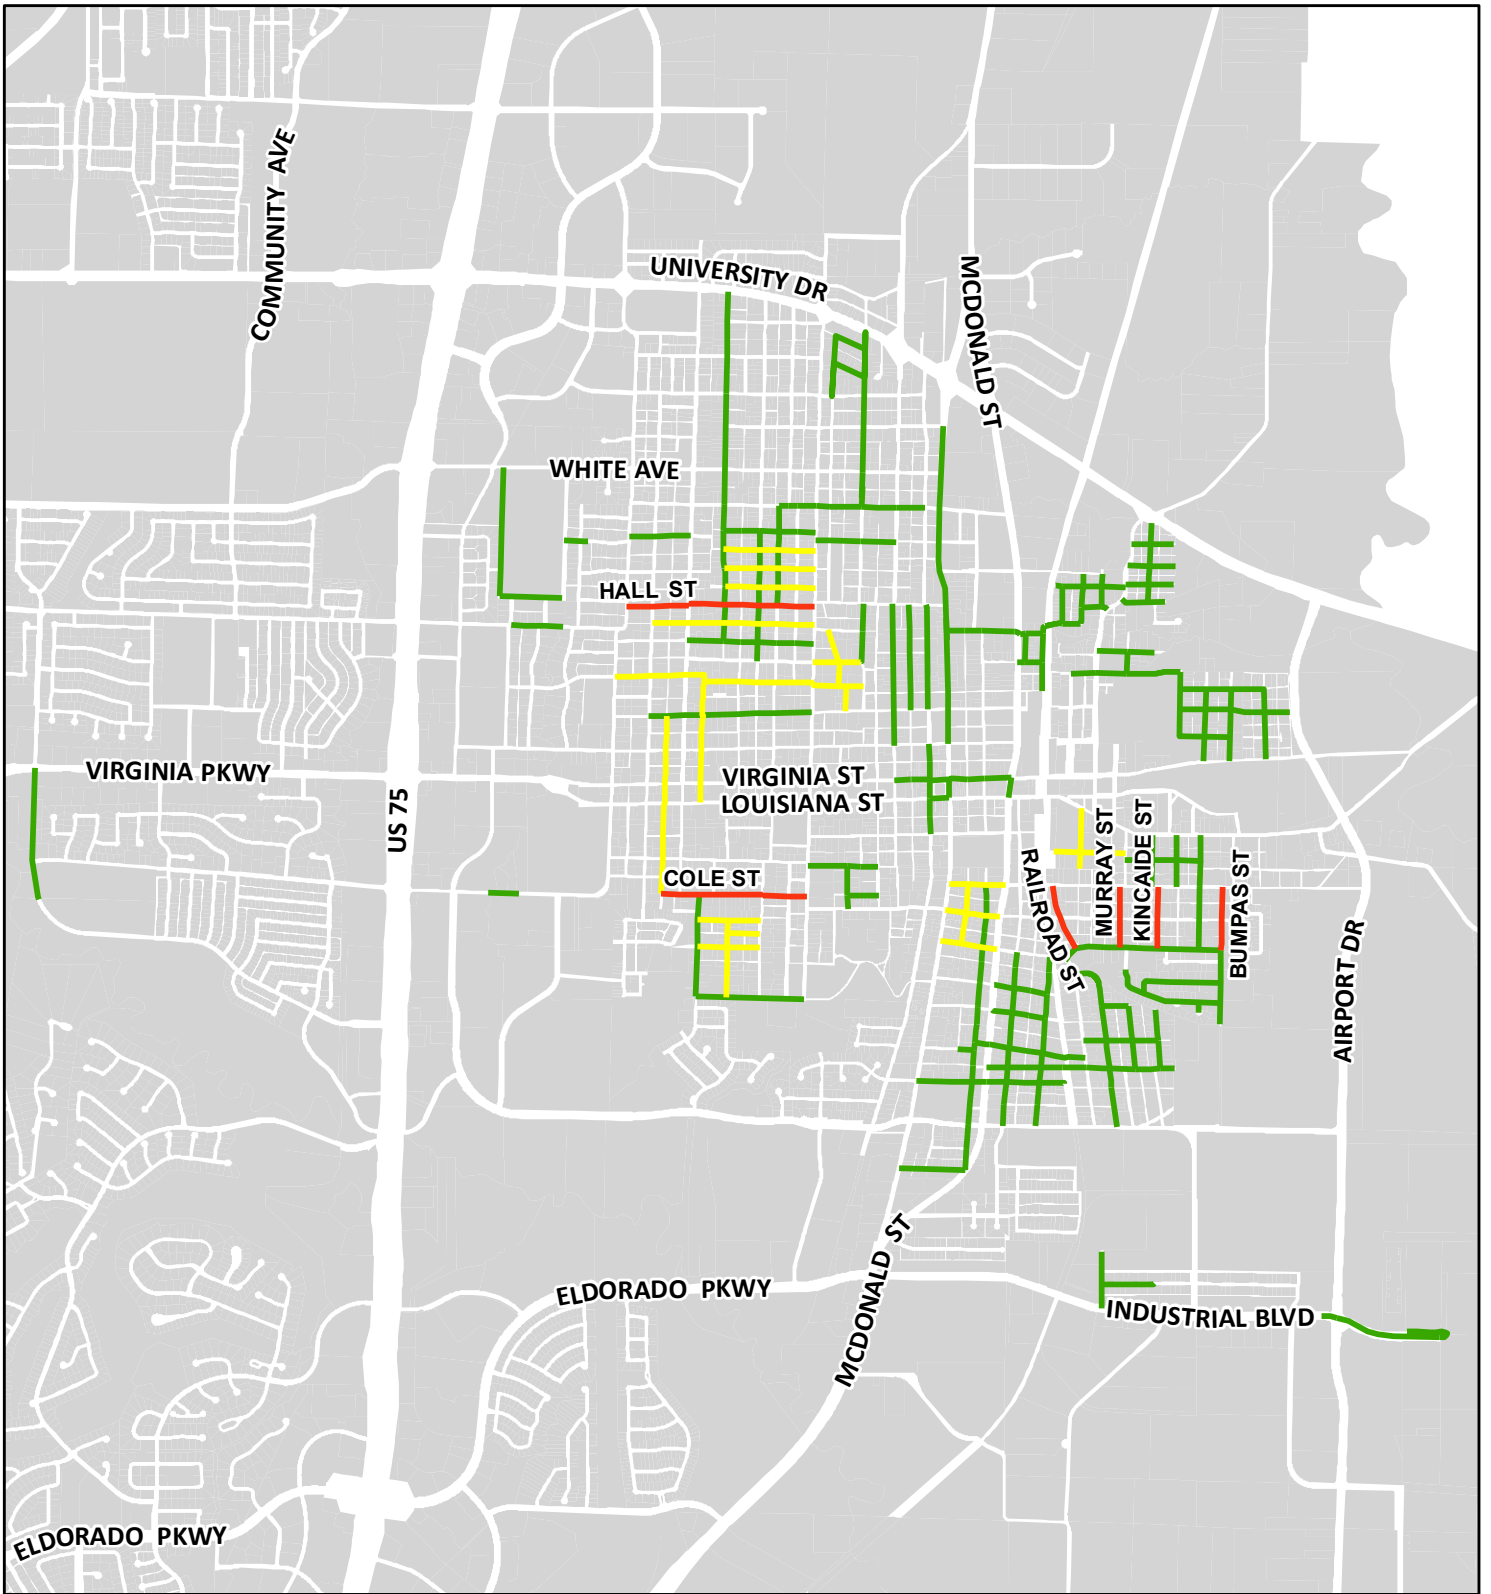 COMMUNITY AVE
UNIVERSITY DR
MCDONALD ST
WHITE AVE
HALL ST
VIRGINIA PKWY
US 75
VIRGINIA ST
LOUISIANA ST
COLE ST
RAILROAD ST
MURRAY ST
KINCAIDE ST
BUMPAS ST
AIRPORT DR
MCDONALD ST
ELDORADO PKWY
INDUSTRIAL BLVD
ELDORADO PKWY